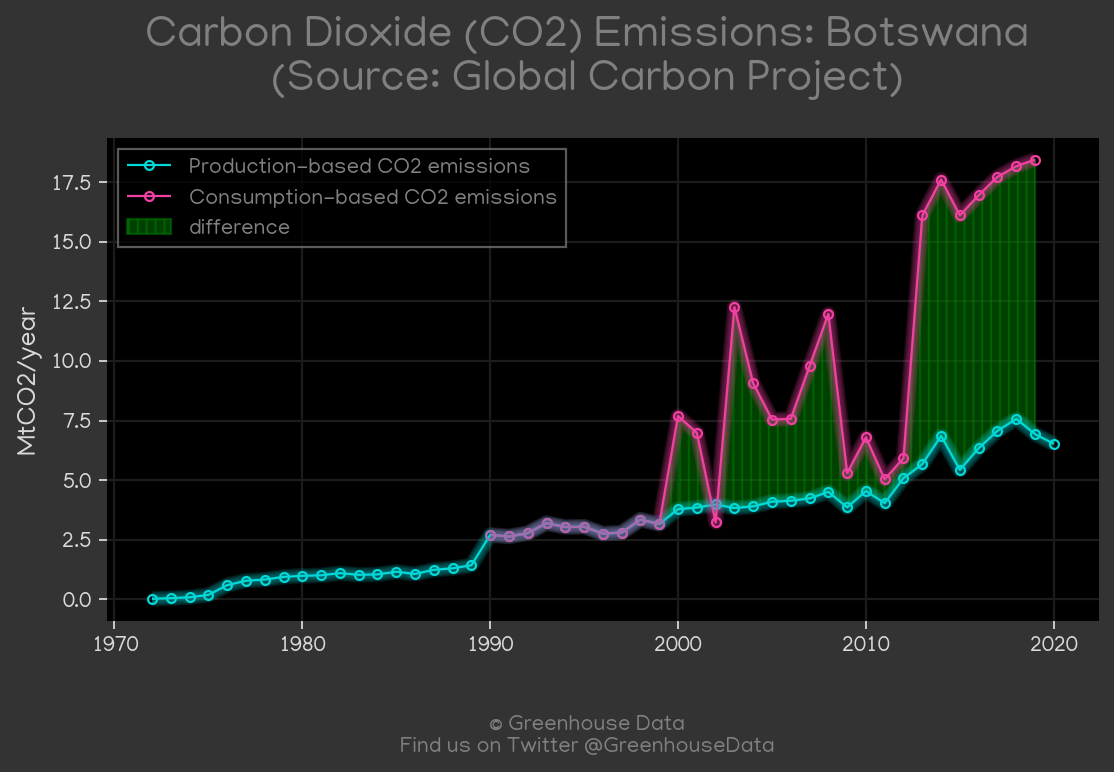 Carbon Dioxide (CO2) Emissions: Botswana
(Source: Global Carbon Project)
Production-based CO2 emissions
Consumption-based CO2 emissions
difference
MtCO2/year
17.5
15.0
12.5
10.0
7.5
5.0
2.5
0.0
1970 1980 1990 2000 2010 2020
© Greenhouse Data
Find us on Twitter @GreenhouseData